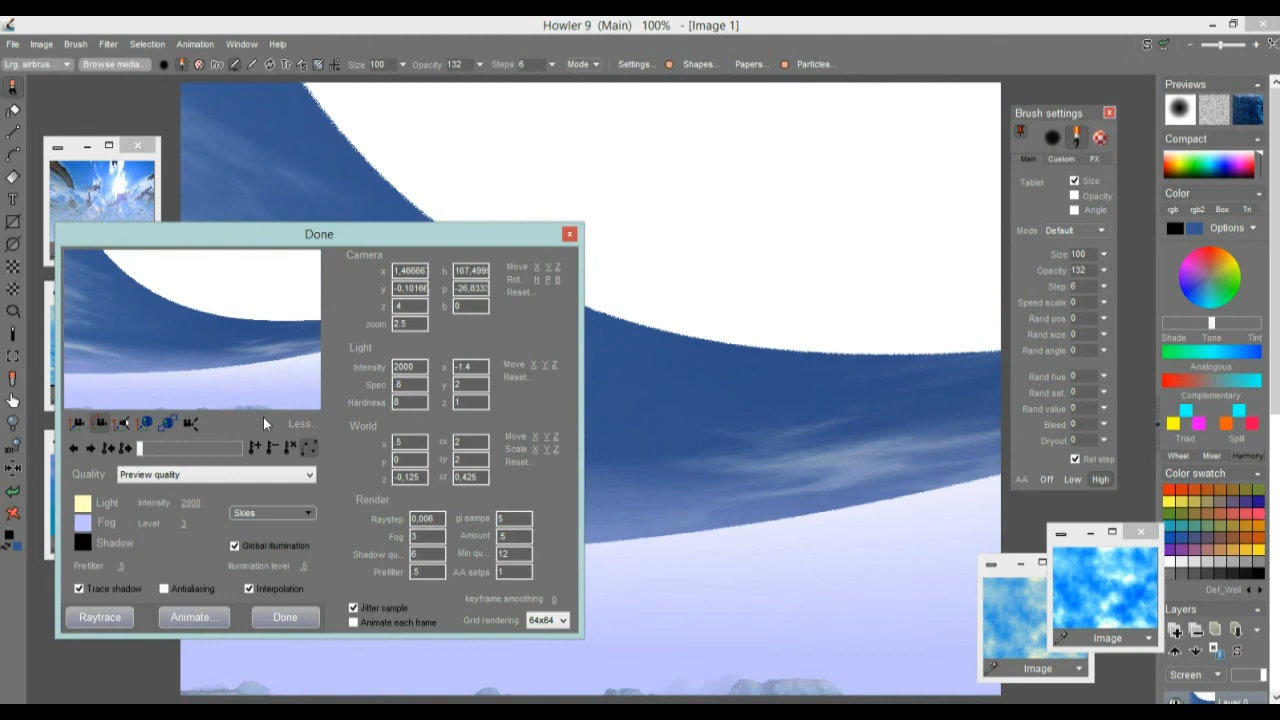 Howler 9 (Main) 100% - [Image 1]
File Image Brush Filter Selection Animation Window Help
Lrg. airbrus... Browse media... Size 100 Opacity 132 Steps 6 Mode Settings... Shapes... Papers... Particles...
Previews
Compact
Color
rgb rgb2 Box Tri
Options
Shade Tone Tint
Analogous
Complementary
Triad Split
Wheel Mixer Harmony
Color swatch
Def_Well
Layers
Screen
Layer 0
Brush settings
Main Custom FX
Tablet Size
Opacity
Angle
Mode Default
Size 100
Opacity 132
Step 6
Speed scale 0
Rand pos 0
Rand size 0
Rand angle 0
Rand hue 0
Rand sat. 0
Rand value 0
Bleed 0
Dryout 0
Rel step
AA Off Low High
Image
Image
Done
Camera
x 1,46666 h 167,499
y -0,1016 p -26,833
z .4 b 0
zoom 2.5
Move X Y Z
Rot. H P B
Reset...
Light
Intensity 2000 x -1.4
Spec .8 y 2
Hardness 8 z 1
Move X Y Z
Reset...
World
x .5 sx 2
y 0 sy 2
z -0,125 sz 0,425
Move X Y Z
Scale X Y Z
Reset...
Render
Raystep 0,006 gi samps 5
Fog 3 Amount .5
Shadow qu... 6 Min qu... 12
Prefilter .5 AA setps 1
keyframe smoothing 0
Jitter sample
Animate each frame
Grid rendering 64x64
Less...
Quality Preview quality
Light Intensity 2000
Fog Level 3
Shadow
Skies
Global illumination
Prefilter .5 Illumination level .5
Trace shadow Antialiasing Interpolation
Raytrace Animate... Done